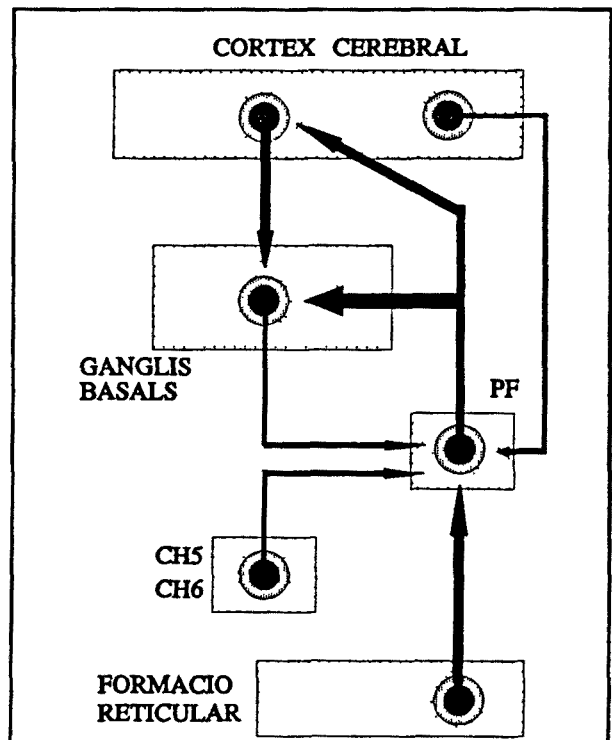 CORTEX CEREBRAL
GANGLIS
BASALS
PF
CH5
CH6
FORMACIO
RETICULAR